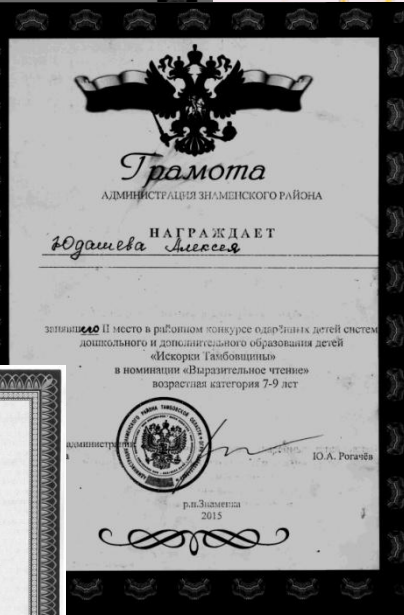 Грамота
АДМИНИСТРАЦИЯ ЗНАМЕНСКОГО РАЙОНА
НАГРАЖДАЕТ
Юдашева Алексея
занявшего II место в районном конкурсе одарённых детей систем
дошкольного и дополнительного образования детей
«Искорки Тамбовщины»
в номинации «Выразительное чтение»
возрастная категория 7-9 лет
администрации
Ю.А. Рогачёв
р.п.Знаменка
2015